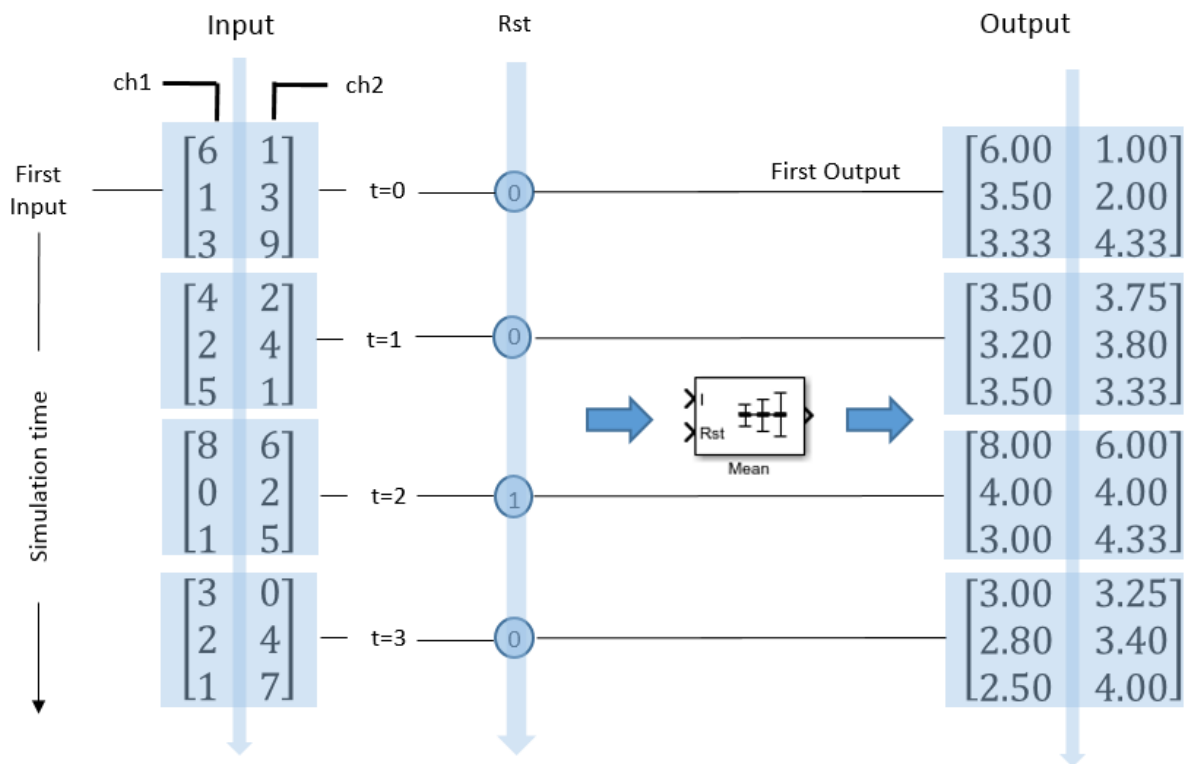 Input
Rst
Output
ch1
ch2
First
Input
Simulation time
[6 1]
1 3
[3 9]
t=0
0
First Output
[6.00 1.00]
3.50 2.00
[3.33 4.33]
[4 2]
2 4
[5 1]
t=1
0
[3.50 3.75]
3.20 3.80
[3.50 3.33]
I
Rst
Mean
[8 6]
0 2
[1 5]
t=2
1
[8.00 6.00]
4.00 4.00
[3.00 4.33]
[3 0]
2 4
[1 7]
t=3
0
[3.00 3.25]
2.80 3.40
[2.50 4.00]